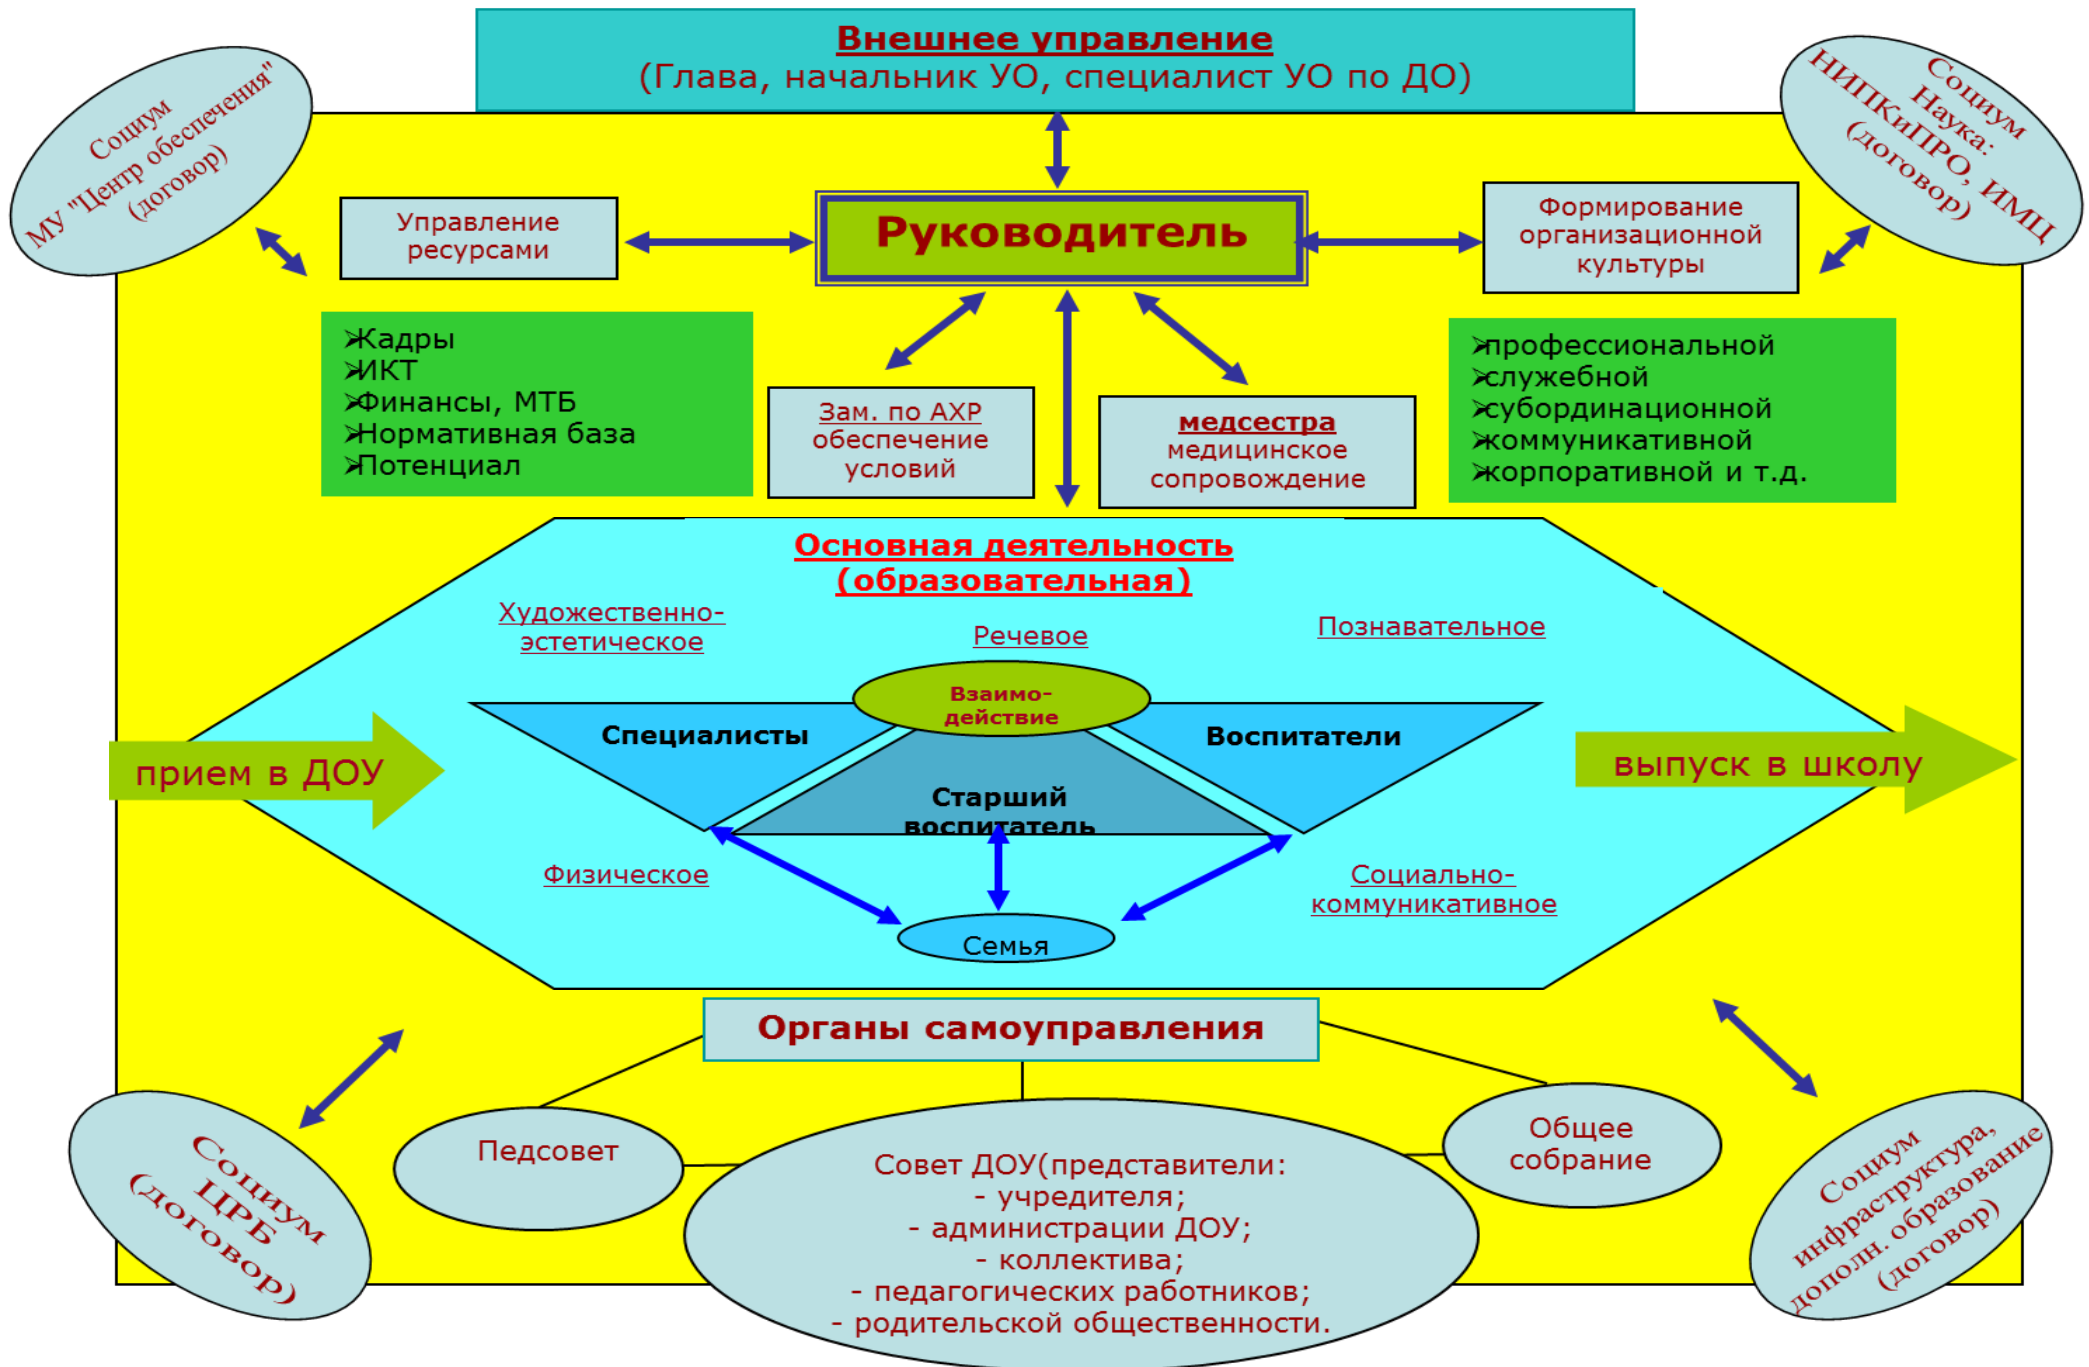 Внешнее управление
(Глава, начальник УО, специалист УО по ДО)
Социум
МУ "Центр обеспечения"
(договор)
Социум
Наука:
НИПКиПРО, ИМЦ
(договор)
Управление
ресурсами
Руководитель
Формирование
организационной
культуры
➢Кадры
➢ИКТ
➢Финансы, МТБ
➢Нормативная база
➢Потенциал
Зам. по АХР
обеспечение
условий
медсестра
медицинское
сопровождение
➢профессиональной
➢служебной
➢субординационной
➢коммуникативной
➢корпоративной и т.д.
Основная деятельность
(образовательная)
Художественно-
эстетическое
Речевое
Познавательное
Взаимо-
действие
Специалисты
Воспитатели
прием в ДОУ
выпуск в школу
Старший
воспитатель
Физическое
Социально-
коммуникативное
Семья
Органы самоуправления
Педсовет
Общее
собрание
Совет ДОУ(представители:
- учредителя;
- администрации ДОУ;
- коллектива;
- педагогических работников;
- родительской общественности.
Социум
ЦРБ
(договор)
Социум
инфраструктура,
дополн. образование
(договор)